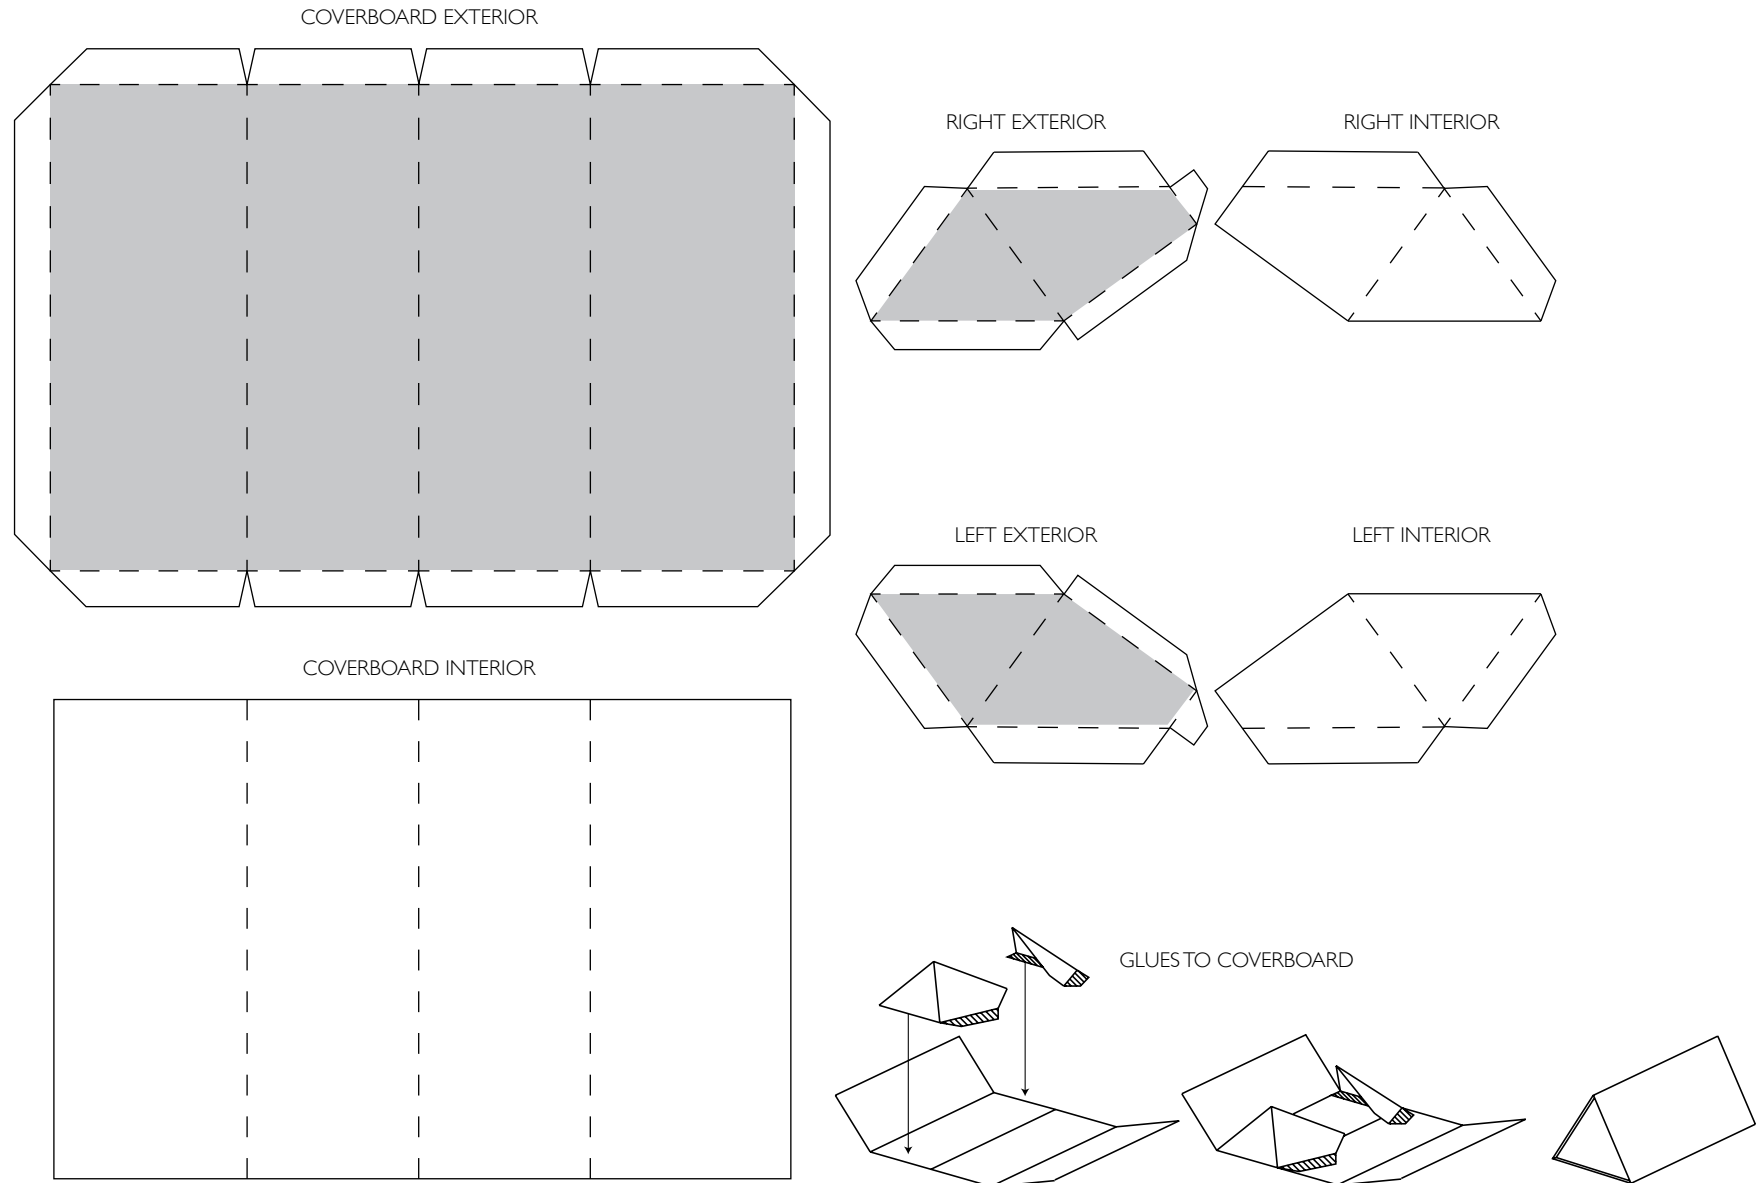 COVERBOARD EXTERIOR
RIGHT EXTERIOR
RIGHT INTERIOR
LEFT EXTERIOR
LEFT INTERIOR
COVERBOARD INTERIOR
GLUES TO COVERBOARD